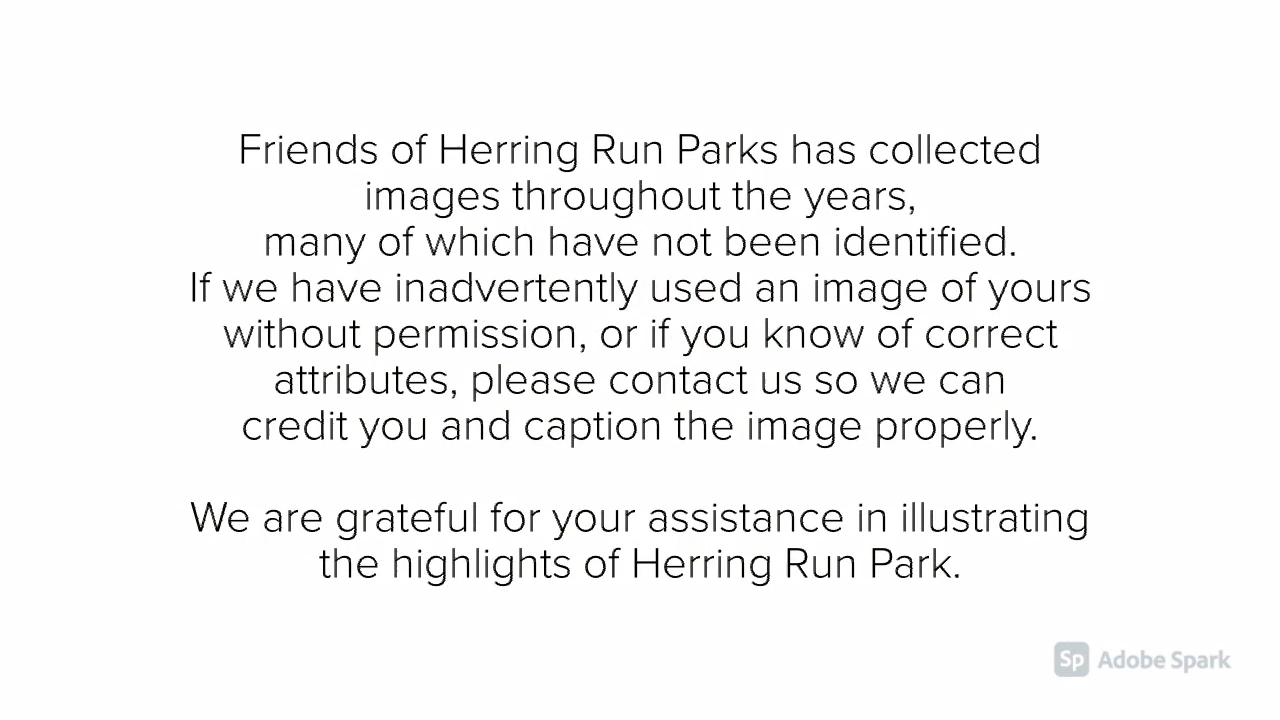 Friends of Herring Run Parks has collected
images throughout the years,
many of which have not been identified.
If we have inadvertently used an image of yours
without permission, or if you know of correct
attributes, please contact us so we can
credit you and caption the image properly.
We are grateful for your assistance in illustrating
the highlights of Herring Run Park.
Sp Adobe Spark